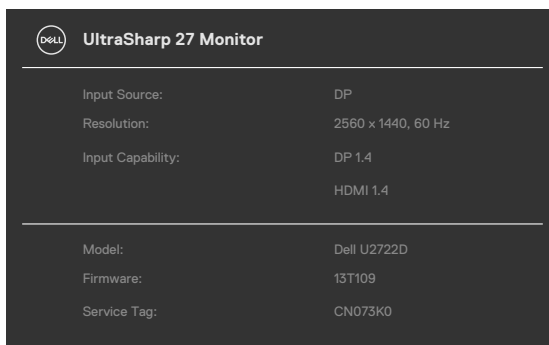 DELL UltraSharp 27 Monitor
Input Source: DP
Resolution: 2560 x 1440, 60 Hz
Input Capability: DP 1.4
HDMI 1.4
Model: Dell U2722D
Firmware: 13T109
Service Tag: CN073K0